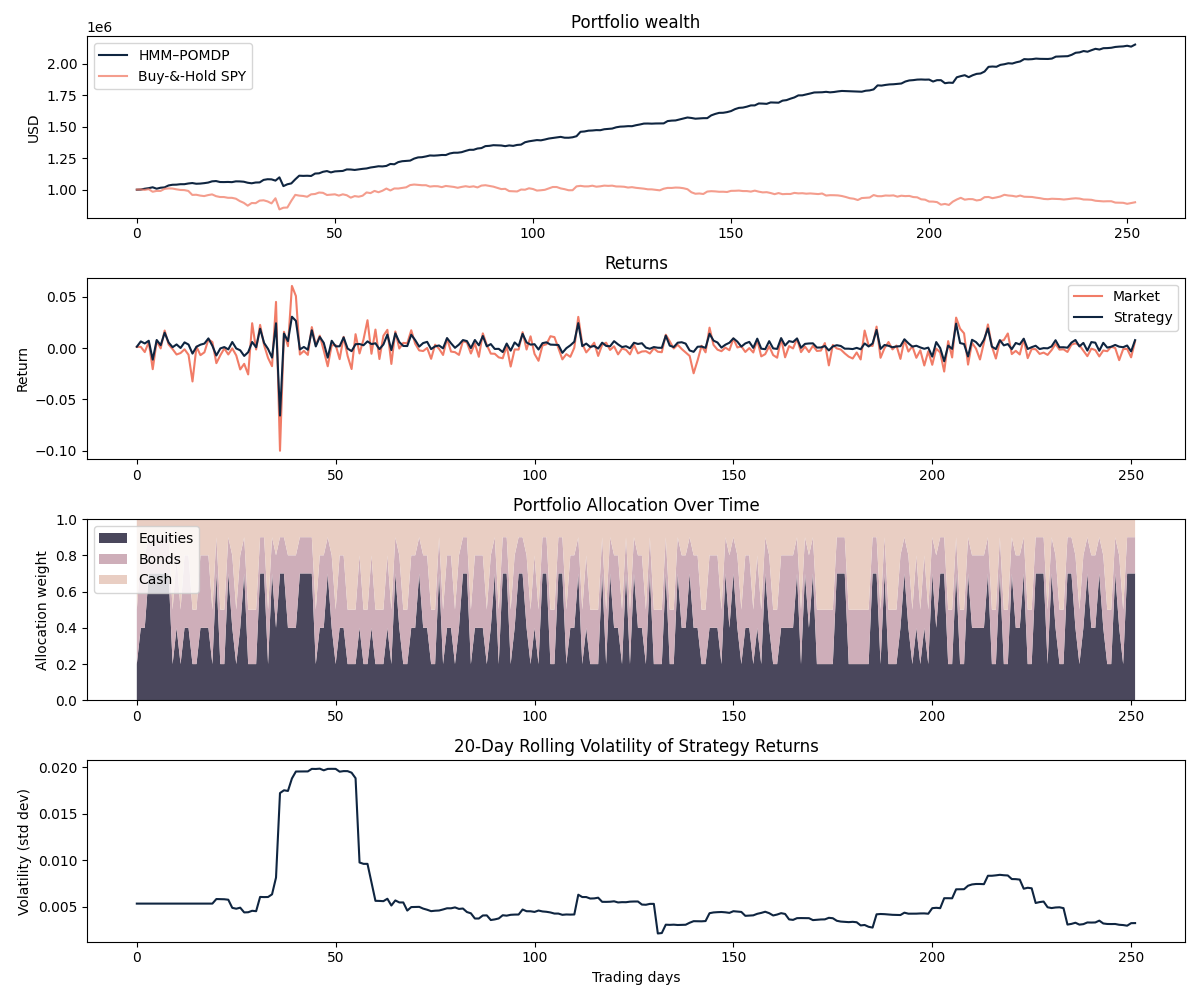 Portfolio wealth
1e6
HMM–POMDP
Buy-&-Hold SPY
2.00
1.75
1.50
1.25
1.00
USD
0 50 100 150 200 250
Returns
Market
Strategy
0.05
0.00
−0.05
−0.10
Return
0 50 100 150 200 250
Portfolio Allocation Over Time
Equities
Bonds
Cash
1.0
0.8
0.6
0.4
0.2
0.0
Allocation weight
0 50 100 150 200 250
20-Day Rolling Volatility of Strategy Returns
0.020
0.015
0.010
0.005
Volatility (std dev)
0 50 100 150 200 250
Trading days